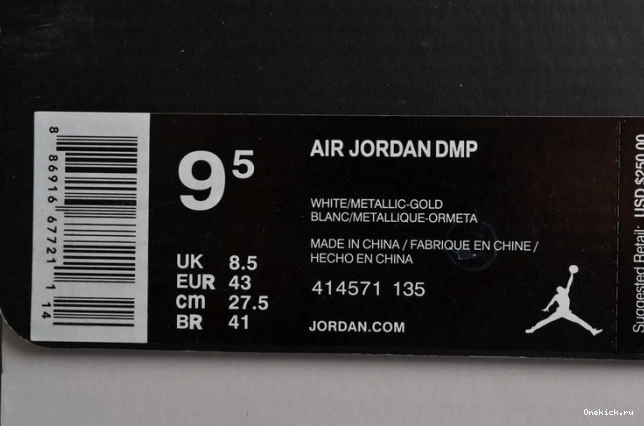 8 86916 67721 1 14
9 5
UK 8.5
EUR 43
cm 27.5
BR 41
AIR JORDAN DMP
WHITE/METALLIC-GOLD
BLANC/METALLIQUE-ORMETA
MADE IN CHINA / FABRIQUE EN CHINE /
HECHO EN CHINA
414571 135
JORDAN.COM
Suggested Retail: USD $250.00
Onekick.ru